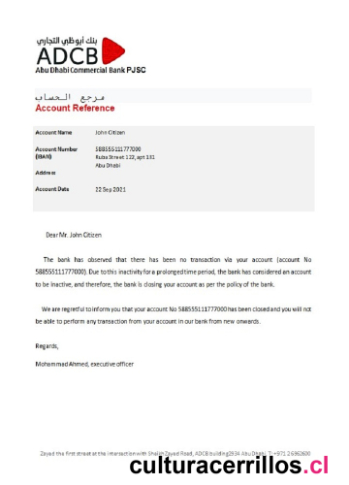 بنك أبوظبي التجاري
ADCB
Abu Dhabi Commercial Bank PJSC
مرجع الحساب
Account Reference
Account Name John Citizen
Account Number 588555111777000
(IBAN) Ruba Street 132, apt 131
Abu Dhabi
Address
Account Date 22 Sep 2021
Dear Mr. John Citizen
The bank has observed that there has been no transaction via your account (account No
588555111777000). Due to this inactivity for a prolonged time period, the bank has considered an account
to be inactive, and therefore, the bank is closing your account as per the policy of the bank.
We are regretful to inform you that your account No 588555111777000 has been closed and you will not
be able to perform any transaction from your account in our bank from new onwards.
Regards,
Mohammad Ahmed, executive officer
Zayed the first street at the intersection with Shaikh Zayed Road, ADCB building Abu Dhabi, T: +971 2
culturacerrillos.cl